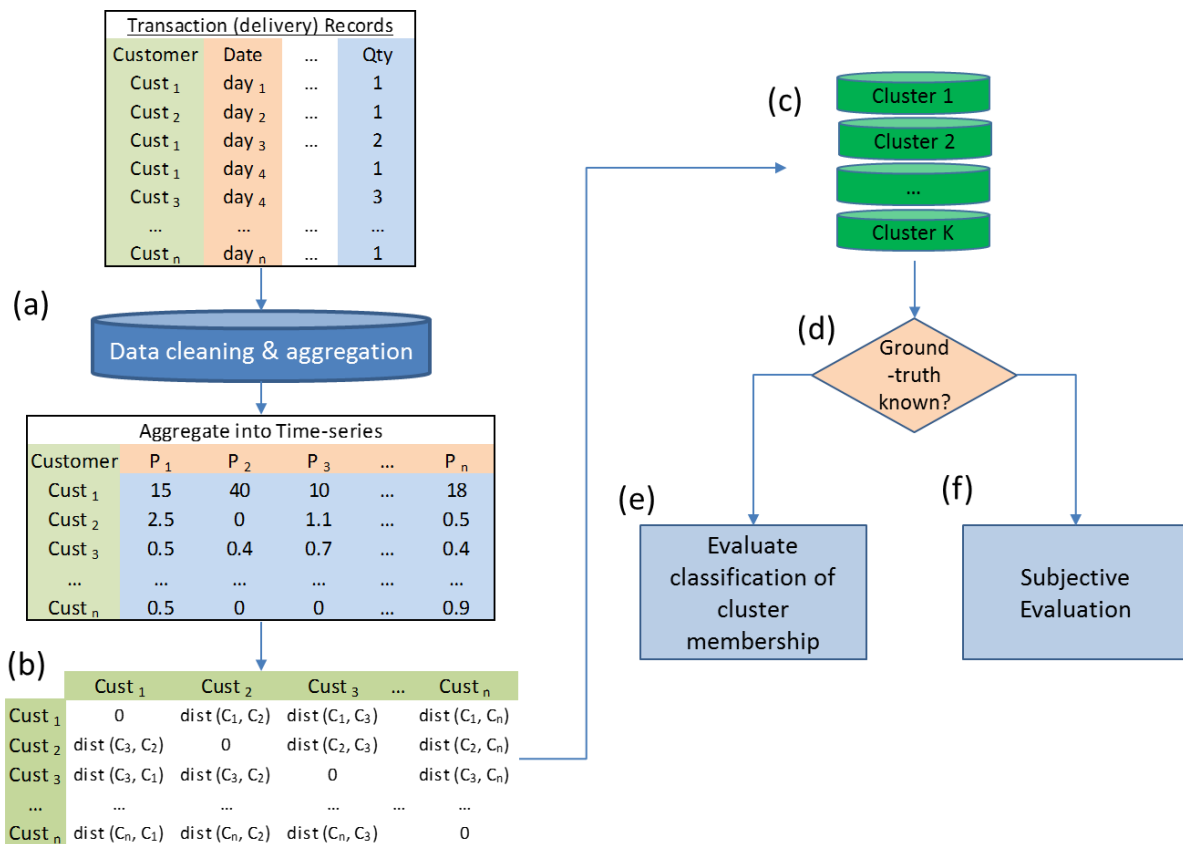 Transaction (delivery) Records
Customer Date ... Qty
Cust 1 day 1 ... 1
Cust 2 day 2 ... 1
Cust 1 day 3 ... 2
Cust 1 day 4 1
Cust 3 day 4 3
... ... ... ...
Cust n day n ... 1
(a)
Data cleaning & aggregation
Aggregate into Time-series
Customer P 1 P 2 P 3 ... P n
Cust 1 15 40 10 ... 18
Cust 2 2.5 0 1.1 ... 0.5
Cust 3 0.5 0.4 0.7 ... 0.4
... ... ... ... ... ...
Cust n 0.5 0 0 ... 0.9
(b)
Cust 1 Cust 2 Cust 3 ... Cust n
Cust 1 0 dist (C1, C2) dist (C1, C3) dist (C1, Cn)
Cust 2 dist (C3, C2) 0 dist (C2, C3) dist (C2, Cn)
Cust 3 dist (C3, C1) dist (C3, C2) 0 dist (C3, Cn)
... ... ... ... ... ...
Cust n dist (Cn, C1) dist (Cn, C2) dist (Cn, C3) 0
(c)
Cluster 1
Cluster 2
...
Cluster K
(d)
Ground
-truth
known?
(e)
Evaluate
classification of
cluster
membership
(f)
Subjective
Evaluation